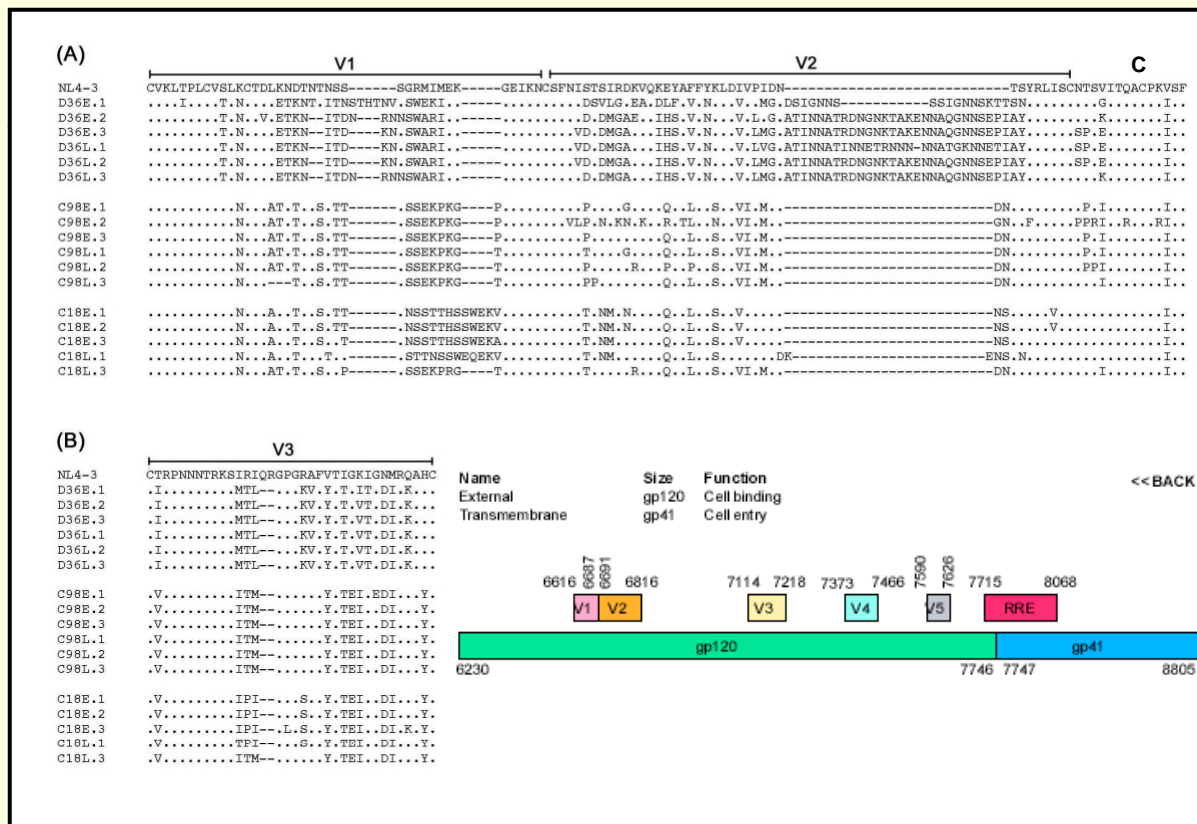 (A)
V1 V2 C
NL4-3 CVKLTPLCVSLKCTDLKNDTNTNSS-------SGRMIMEK-----GEIKNCSFNISTSIRDKVQKEYAFFYKLDIVPIDN-----------------------------TSYRLISCNTSVITQACPKVSF
D36E.1 ....I....T.N...ETKNT.ITNSTHTNV.SWEKI...-----...........DSVLG.EA.DLF.V.N...V.MG.DSIGNNS------------SSIGNNSKTTSN.........G......I..
D36E.2 .........T.N..V.ETKN--ITDN---RNNSWARI...-----...........D.DMGAE..IHS.V.N...V.L.G.ATINNATRDNGNKTAKENNAQGNNSEPIAY.........K......I..
D36E.3 .........T.N...ETKN--ITD----KN.SWARI....-----..........VD.DMGA...IHS.V.N...V.LMG.ATINNATRDNGNKTAKENNAQGNNSEPIAY......SP.E......I..
D36L.1 .........T.N...ETKN--ITD----KN.SWARI....-----..........VD.DMGA...IHS.V.N...V.LVG.ATINNATINNETRNNN-NNATGKNNETIAY......SP.E......I..
D36L.2 .........T.N...ETKN--ITD----KN.SWARI....-----..........VD.DMGA...IHS.V.N...V.LMG.ATINNATRDNGNKTAKENNAQGNNSEPIAY......SP.E......I..
D36L.3 .........T.N...ETKN--ITDN---RNNSWARI...-----...........D.DMGA...IHS.V.N...V.LMG.ATINNATRDNGNKTAKENNAQGNNSEPIAY.........E......I..
C98E.1 ...........N...AT.T..S.TT-------.SSEKPKG----P..........P....G....Q..L..S..VI.M..-----------------------------DN.........P.I......I..
C98E.2 ...........N...AT.T..S.TT-------.SSEKPKG----P........VLP.N.KN.K..R.TL..N..VI.M..-----------------------------GN..F.....PPRI..R...RI..
C98E.3 ...........N...AT.T..S.TT-------.SSEKPKG----P..........P.........Q..L..S..VI.M..-----------------------------DN.........P.I......I..
C98L.1 ...........N...AT.T..S.TT-------.SSEKPKG----T..........T....G....Q..L..S..VI.M..-----------------------------DN.........P.I......I..
C98L.2 ...........N...AT.T..S.TT-------.SSEKPKG----T..........P.....R...P..P..S..VI.M..-----------------------------DN.........PPI......I..
C98L.3 ...........N....---T..S.TT-------.SSEKPKG----T..........PP........Q..L..S..VI.M..-----------------------------DN...........I......I..
C18E.1 ...........N...A..T..S.TT-------NSSTTHSSWEKV..........T.NM.N....Q..L..S..V.....-----------------------------NS.....V............I..
C18E.2 ...........N...A..T..S.TT-------NSSTTHSSWEKV..........T.NM.N....Q..L..S..V.....-----------------------------NS.....V............I..
C18E.3 ...........N...A..T..S.TT-------NSSTTHSSWEKA..........T.NM......Q..L..S..V.....-----------------------------NS..................I..
C18L.1 ...........N...A..T...T..-------STTNSSWEQEKV..........T.NM......Q..L..S..V.....DK--------------------------ENS.N................I..
C18L.3 ...........N...AT.T..S..P-------.SSEKPRG----T..........T.....R...Q..L..S..VI.M..-----------------------------DN...........I......I..
(B)
V3
NL4-3 CTRPNNNTRKSIRIQRGPGRAFVTIGKIGNMRQAHC
D36E.1 .I.........MTL--...KV.Y.T.IT.DI.K...
D36E.2 .I.........MTL--...KV.Y.T.VT.DI.K...
D36E.3 .I.........MTL--...KV.Y.T.VT.DI.K...
D36L.1 .I.........MTL--...KV.Y.T.VT.DI.K...
D36L.2 .I.........MTL--...KV.Y.T.VT.DI.K...
D36L.3 .I.........MTL--...KV.Y.T.VT.DI.K...
C98E.1 .V.........ITM--......Y.TEI.EDI...Y.
C98E.2 .V.........ITM--......Y.TEI..DI...Y.
C98E.3 .V.........ITM--......Y.TEI..DI...Y.
C98L.1 .V.........ITM--......Y.TEI..DI...Y.
C98L.2 .V.........ITM--......Y.TEI..DI...Y.
C98L.3 .V.........ITM--......Y.TEI..DI...Y.
C18E.1 .V.........IPI--...S..Y.TEI..DI...Y.
C18E.2 .V.........IPI--...S..Y.TEI..DI...Y.
C18E.3 .V.........IPI--.L.S..Y.TEI..DI.K.Y.
C18L.1 .V.........TPI--...S..Y.TEI..DI...Y.
C18L.3 .V.........ITM--......Y.TEI..DI...Y.
Name Size Function <<BACK
External gp120 Cell binding
Transmembrane gp41 Cell entry
6616 6687 6691 6816 7114 7218 7373 7466 7590 7626 7715 8068
V1 V2 V3 V4 V5 RRE
gp120 gp41
6230 7746 7747 8805